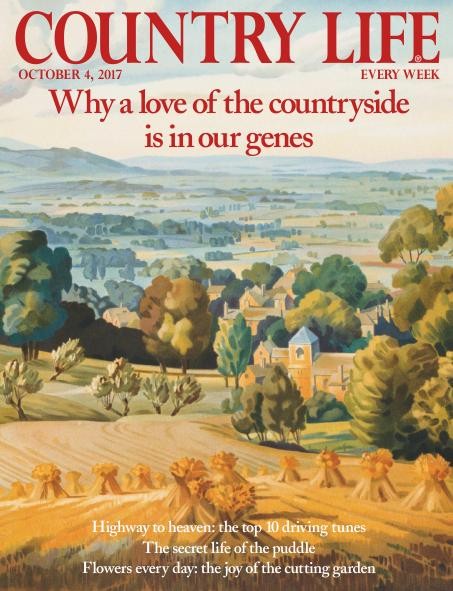 COUNTRY LIFE®
OCTOBER 4, 2017 EVERY WEEK
Why a love of the countryside
is in our genes
Highway to heaven: the top 10 driving tunes
The secret life of the puddle
Flowers every day: the joy of the cutting garden